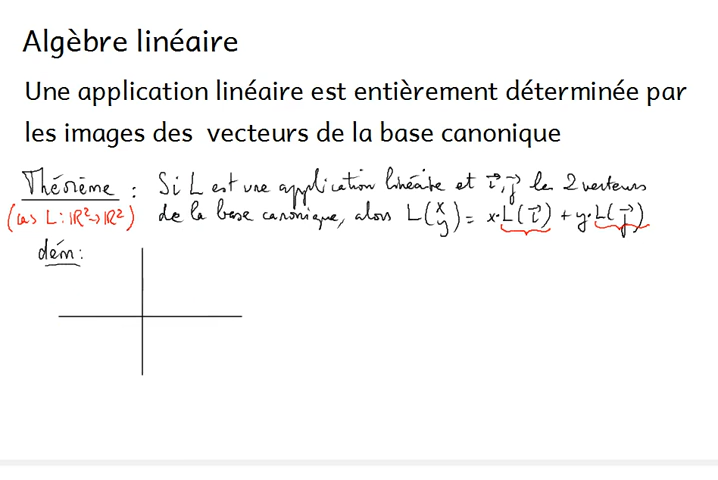 Algèbre linéaire
Une application linéaire est entièrement déterminée par
les images des vecteurs de la base canonique
Théorème : Si L est une application linéaire et i⃗, j⃗ les 2 vecteurs
(cas L : ℝ² → ℝ²) de la base canonique, alors L(x y) = x·L(i⃗) + y·L(j⃗)
dém :